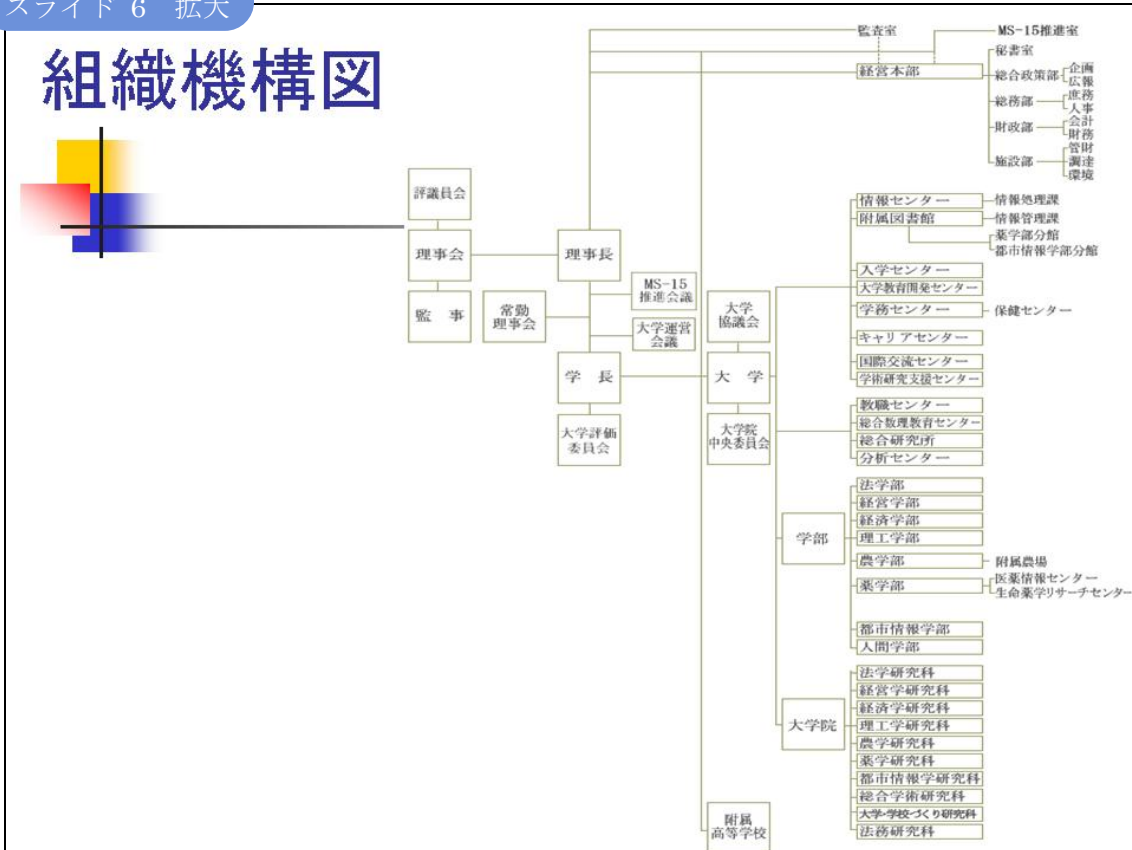 スライド 6 拡大
組織機構図
監査室
MS-15推進室
経営本部
秘書室
総合政策部
企画
広報
総務部
庶務
人事
財政部
会計
財務
施設部
管財
調達
環境
評議員会
理事会
監 事
常勤
理事会
理事長
MS-15
推進会議
大学運営
会議
学 長
大学評価
委員会
大学
協議会
大 学
大学院
中央委員会
情報センター
情報処理課
附属図書館
情報管理課
薬学部分館
都市情報学部分館
入学センター
大学教育開発センター
学務センター
保健センター
キャリアセンター
国際交流センター
学術研究支援センター
教職センター
総合数理教育センター
総合研究所
分析センター
学部
法学部
経営学部
経済学部
理工学部
農学部
附属農場
薬学部
医薬情報センター
生命薬学リサーチセンター
都市情報学部
人間学部
大学院
法学研究科
経営学研究科
経済学研究科
理工学研究科
農学研究科
薬学研究科
都市情報学研究科
総合学術研究科
大学・学校づくり研究科
法務研究科
附属
高等学校